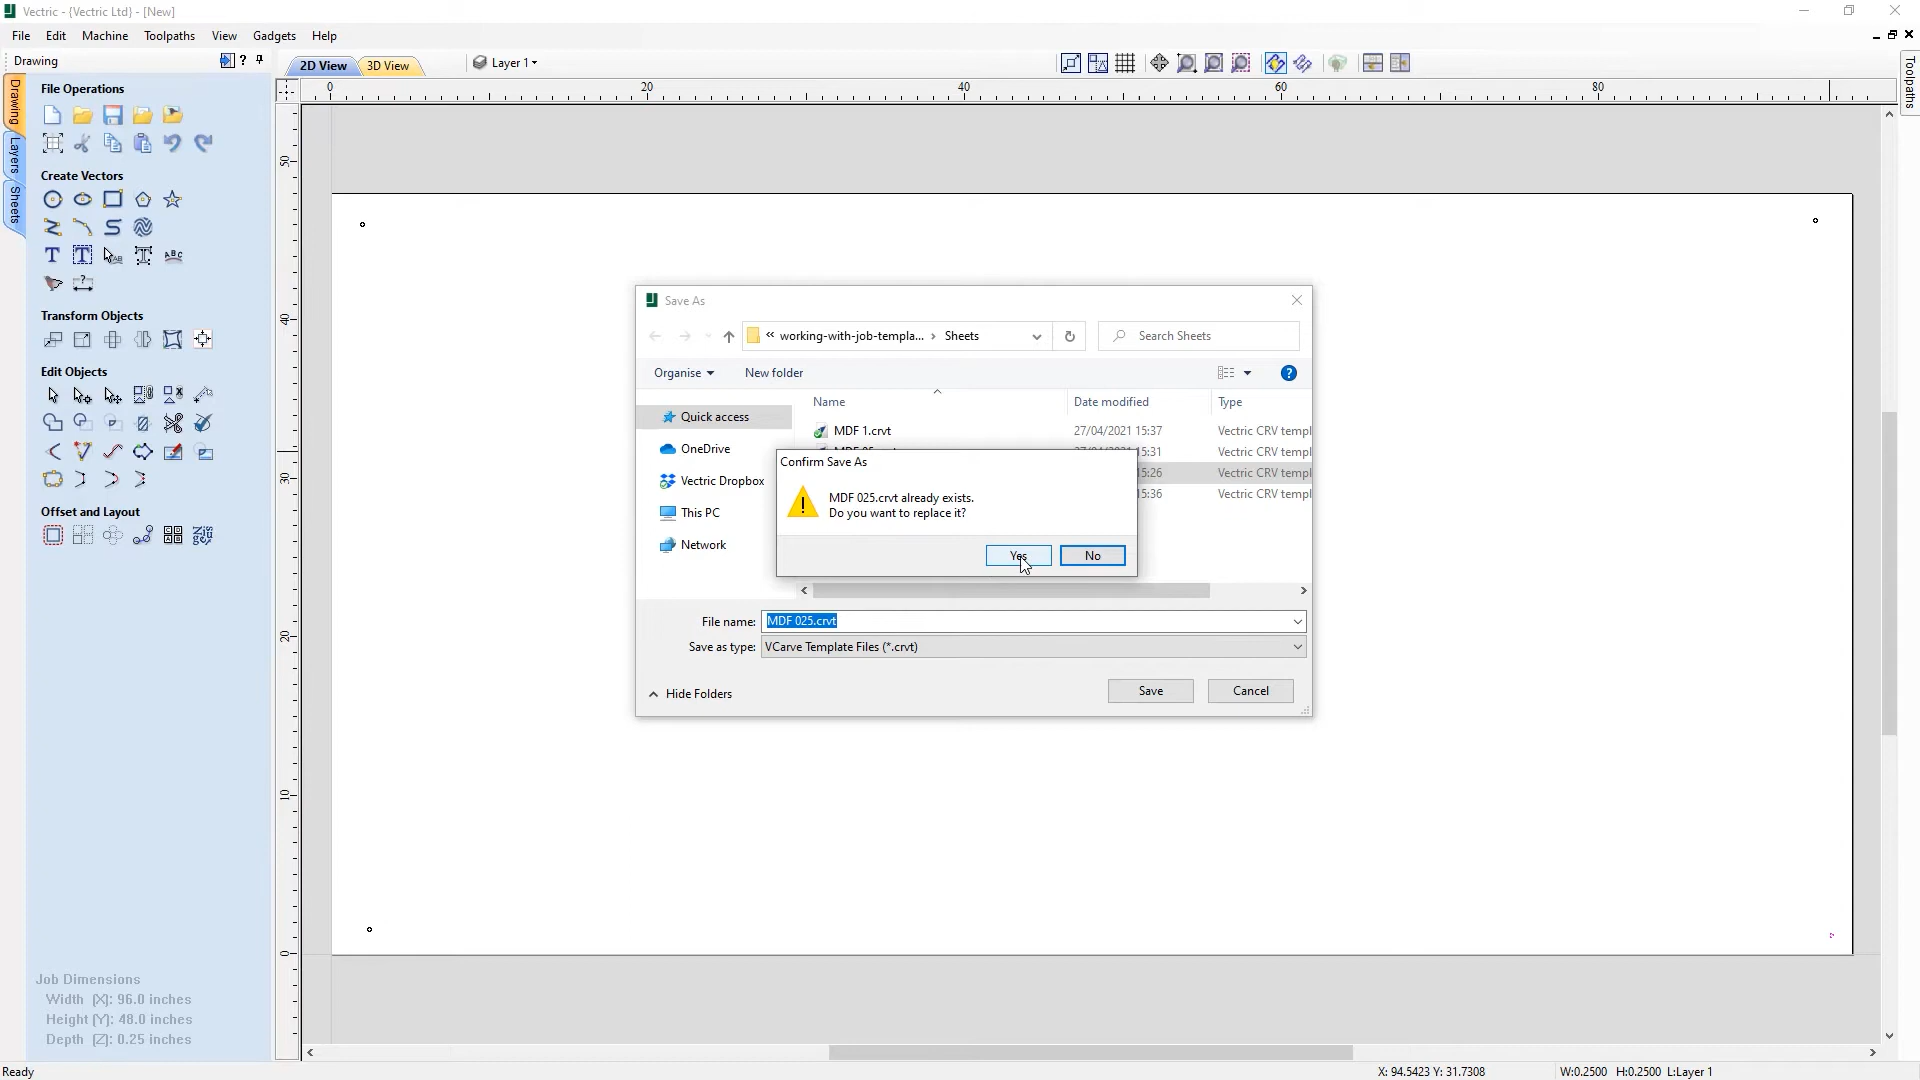 Vectric - {Vectric Ltd} - [New]
File Edit Machine Toolpaths View Gadgets Help
Drawing
2D View
3D View
Layer 1
Toolpaths
Drawing
Layers
Sheets
File Operations
Create Vectors
Transform Objects
Edit Objects
Offset and Layout
0 20 40 60 80
50
40
30
20
10
0
Save As
« working-with-job-templa... › Sheets
Search Sheets
Organise
New folder
Quick access
OneDrive
Vectric Dropbox
This PC
Network
Name Date modified Type
MDF 1.crvt 27/04/2021 15:37 Vectric CRV templ
15:31 Vectric CRV templ
15:26 Vectric CRV templ
15:36 Vectric CRV templ
Confirm Save As
MDF 025.crvt already exists.
Do you want to replace it?
Yes
No
File name: MDF 025.crvt
Save as type: VCarve Template Files (*.crvt)
Hide Folders
Save
Cancel
Job Dimensions
Width (X): 96.0 inches
Height (Y): 48.0 inches
Depth (Z): 0.25 inches
Ready
X: 94.5423 Y: 31.7308
W:0.2500 H:0.2500 L:Layer 1